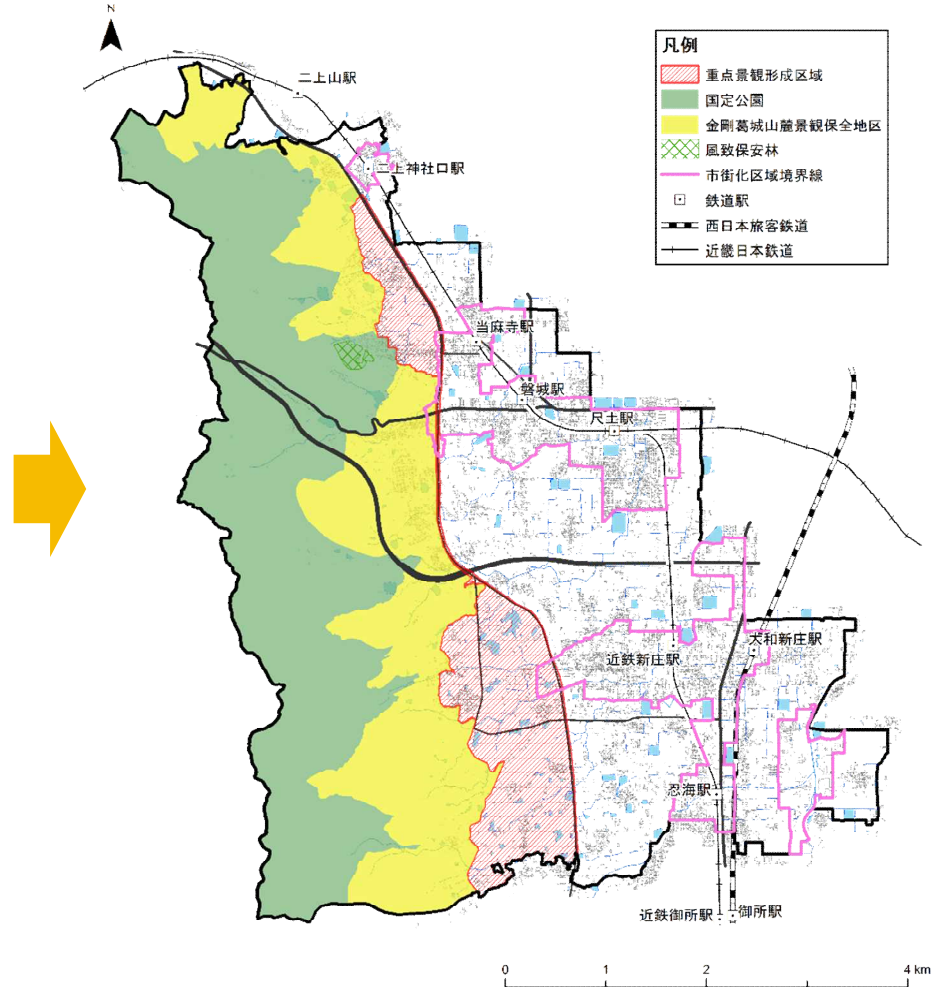 N
凡例
重点景観形成区域
国定公園
金剛葛城山麓景観保全地区
風致保安林
市街化区域境界線
鉄道駅
西日本旅客鉄道
近畿日本鉄道
二上山駅
二上神社口駅
当麻寺駅
磐城駅
尺土駅
大和新庄駅
近鉄新庄駅
忍海駅
近鉄御所駅
御所駅
0 1 2 4 km